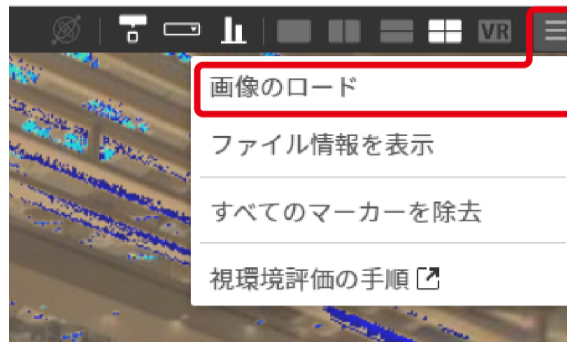 VR
画像のロード
ファイル情報を表示
すべてのマーカーを除去
視環境評価の手順